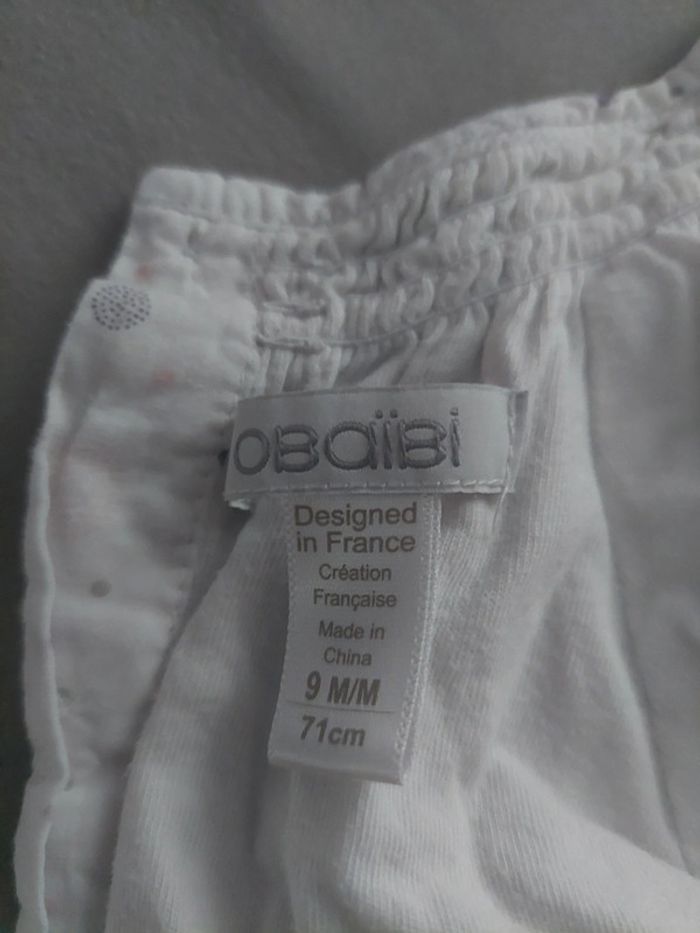 OBaïBi
Designed
in France
Création
Française
Made in
China
9 M/M
71cm